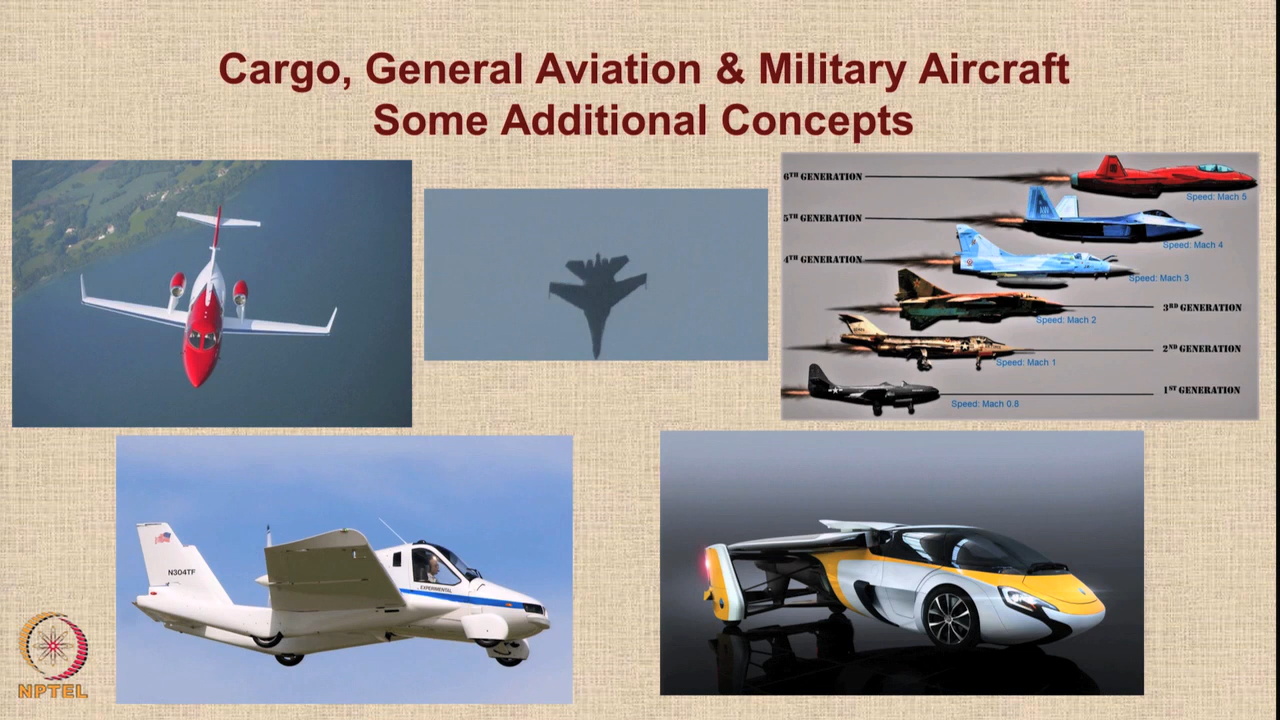 Cargo, General Aviation & Military Aircraft
Some Additional Concepts
6TH GENERATION
Speed: Mach 5
5TH GENERATION
Speed: Mach 4
4TH GENERATION
Speed: Mach 3
3RD GENERATION
Speed: Mach 2
2ND GENERATION
Speed: Mach 1
1ST GENERATION
Speed: Mach 0.8
N304TF
EXPERIMENTAL
NPTEL